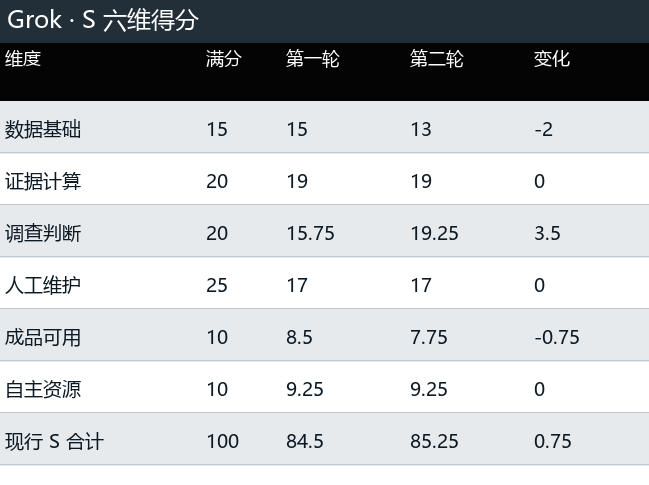 Grok · S 六维得分
维度 满分 第一轮 第二轮 变化
数据基础 15 15 13 -2
证据计算 20 19 19 0
调查判断 20 15.75 19.25 3.5
人工维护 25 17 17 0
成品可用 10 8.5 7.75 -0.75
自主资源 10 9.25 9.25 0
现行 S 合计 100 84.5 85.25 0.75